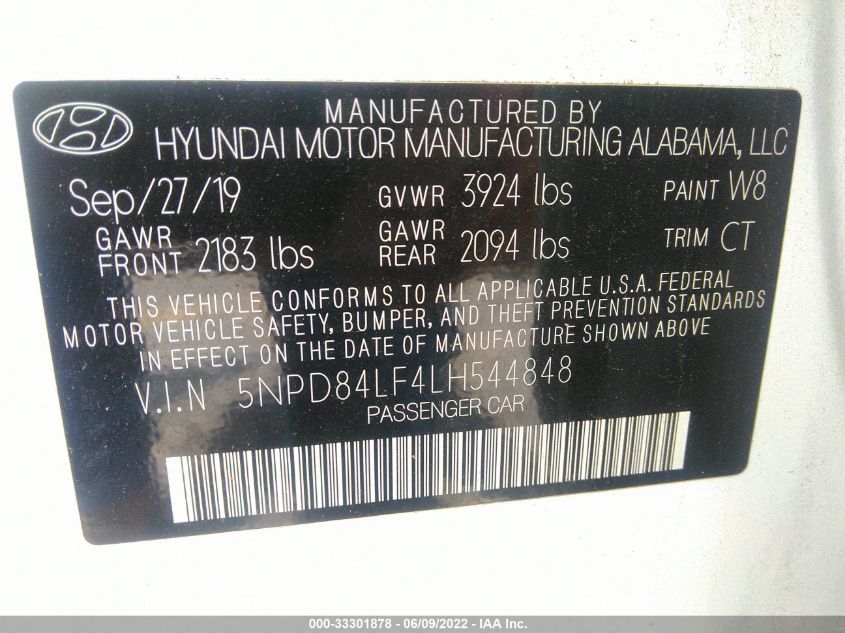 MANUFACTURED BY
HYUNDAI MOTOR MANUFACTURING ALABAMA, LLC
Sep/27/19 GVWR 3924 lbs PAINT W8
GAWR FRONT 2183 lbs GAWR REAR 2094 lbs TRIM CT
THIS VEHICLE CONFORMS TO ALL APPLICABLE U.S.A. FEDERAL
MOTOR VEHICLE SAFETY, BUMPER, AND THEFT PREVENTION STANDARDS
IN EFFECT ON THE DATE OF MANUFACTURE SHOWN ABOVE
V.I.N 5NPD84LF4LH544848
PASSENGER CAR
000-33301878 - 06/09/2022 - IAA Inc.